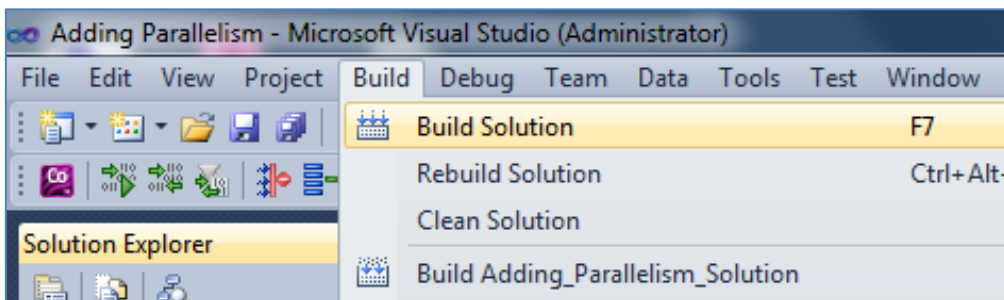 Adding Parallelism - Microsoft Visual Studio (Administrator)
File Edit View Project Build Debug Team Data Tools Test Window
Build Solution F7
Rebuild Solution Ctrl+Alt+
Clean Solution
Solution Explorer
Build Adding_Parallelism_Solution